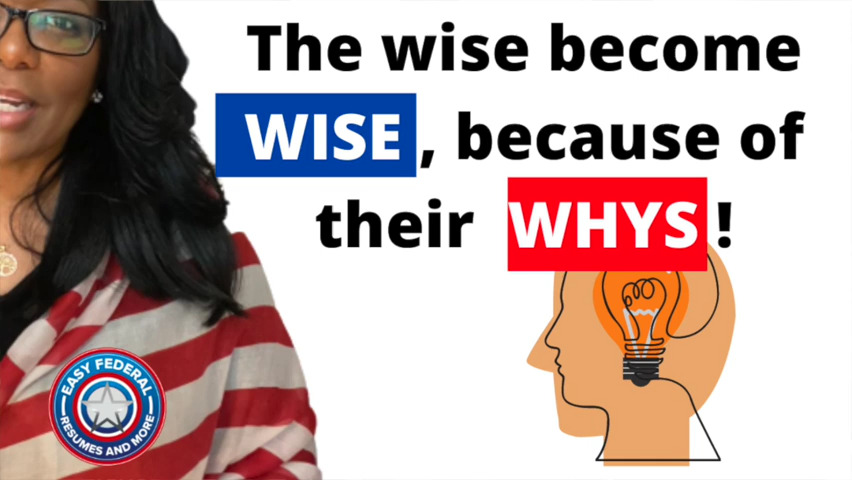 The wise become
WISE, because of
their WHYS!
EASY FEDERAL
RESUMES AND MORE